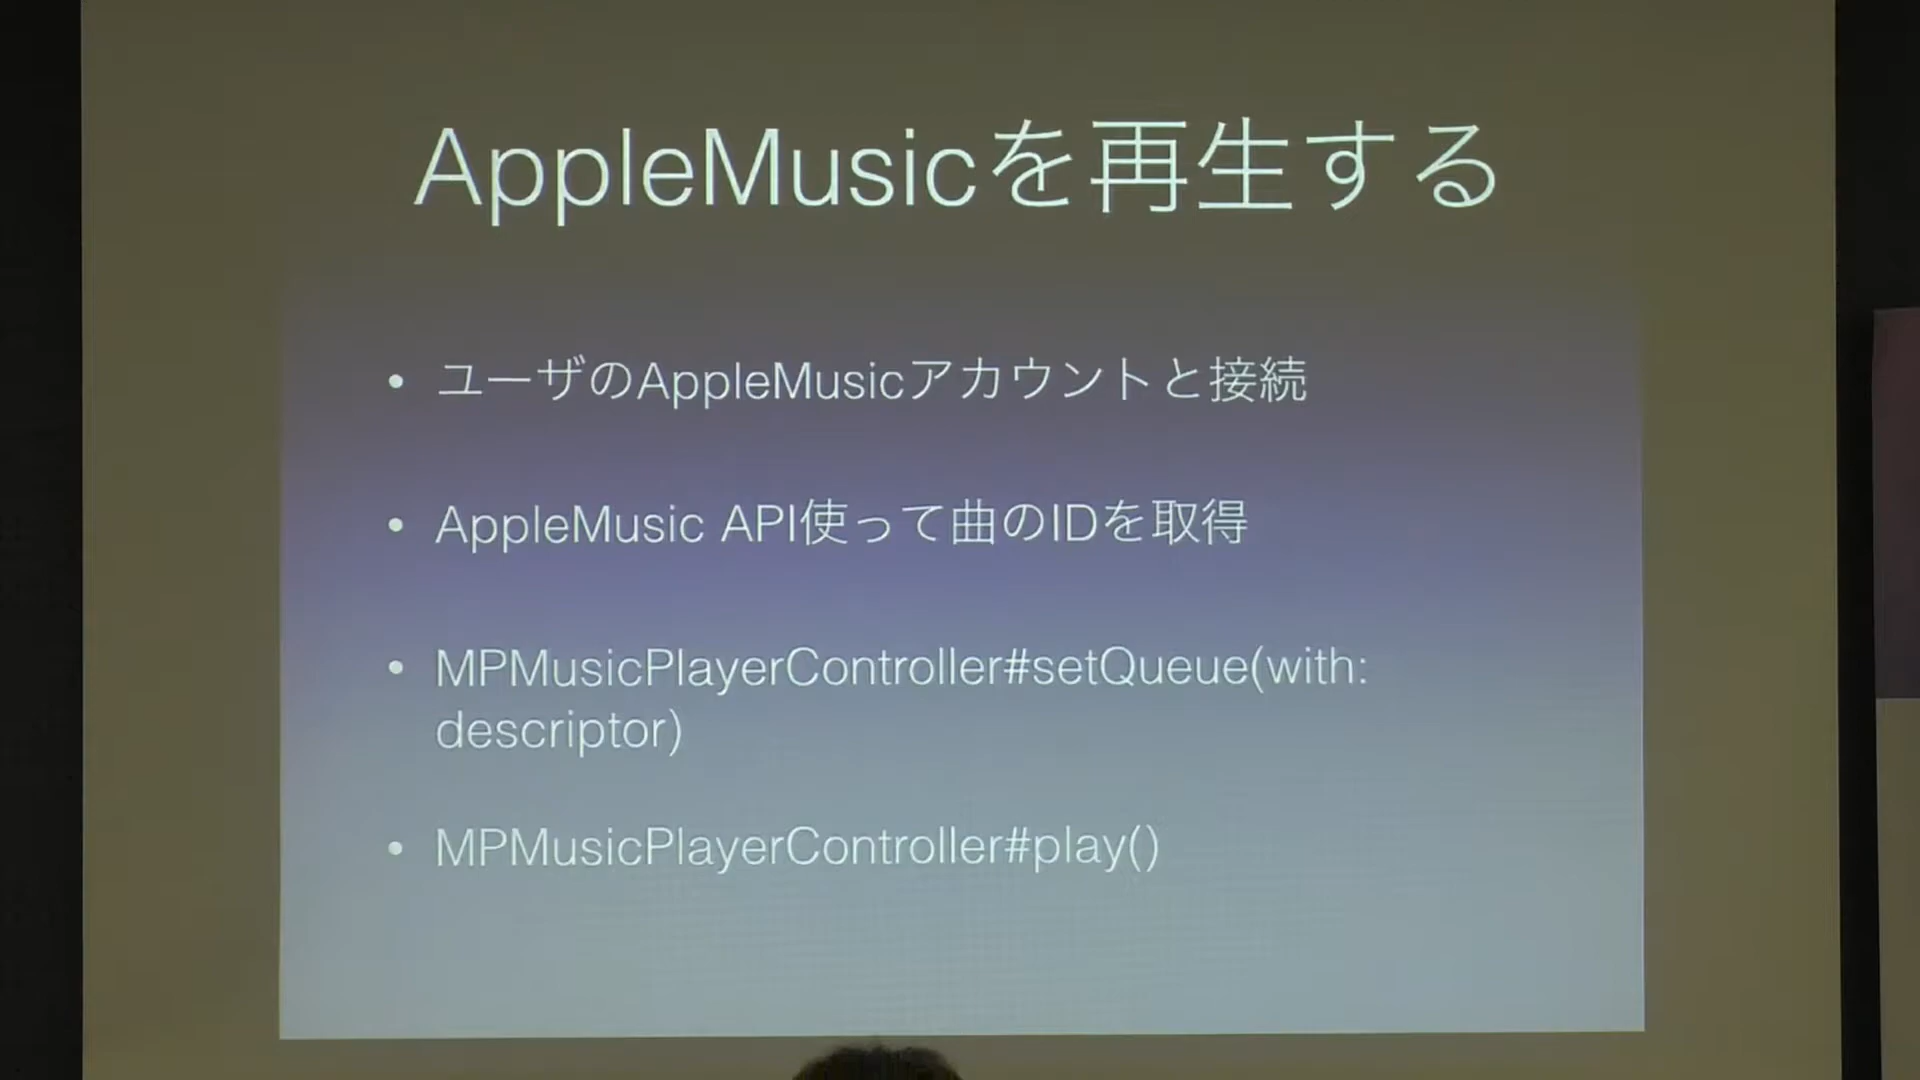 AppleMusicを再生する
• ユーザのAppleMusicアカウントと接続
• AppleMusic API使って曲のIDを取得
• MPMusicPlayerController#setQueue(with:
descriptor)
• MPMusicPlayerController#play()